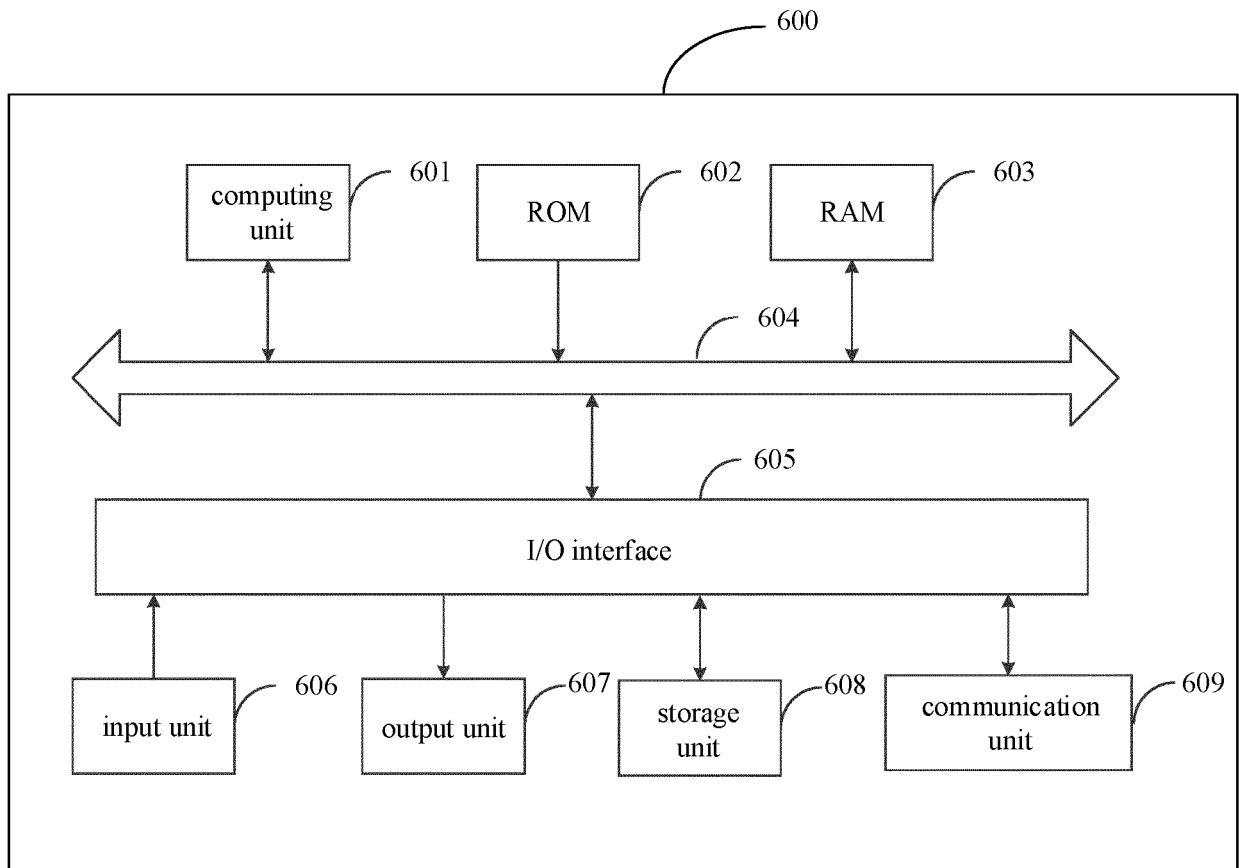 600
601
602
603
computing
unit
ROM
RAM
604
605
I/O interface
606
607
608
609
input unit
output unit
storage
unit
communication
unit